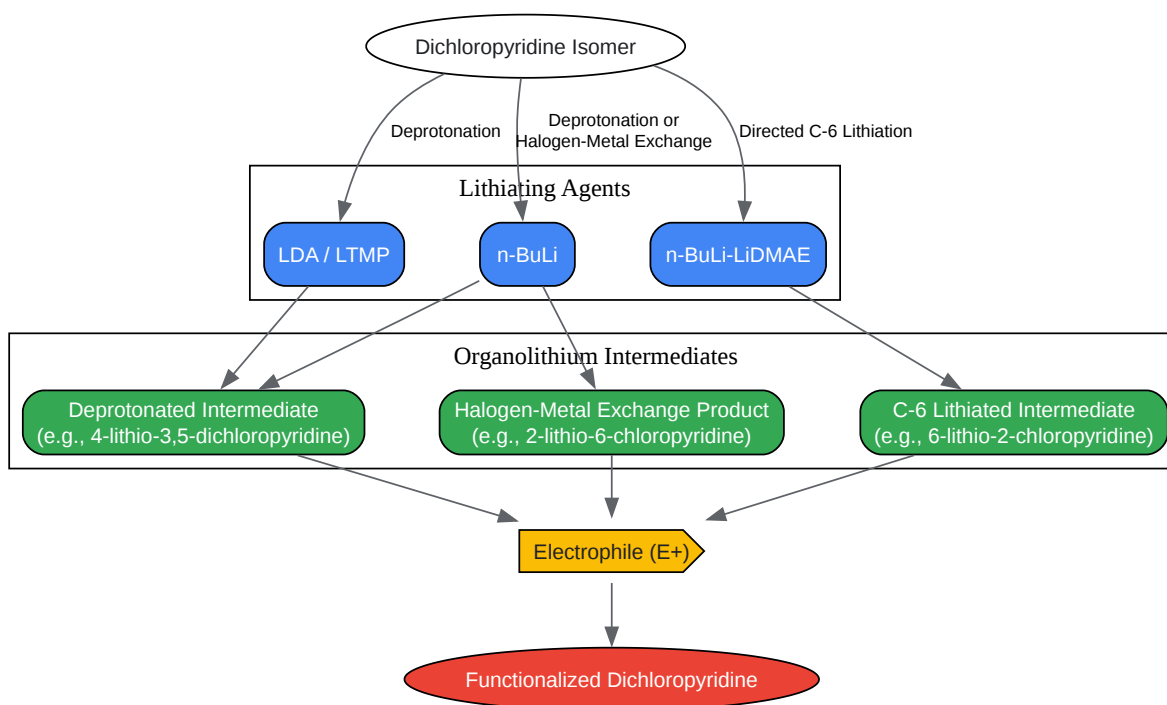 Dichloropyridine Isomer
Deprotonation
Deprotonation or
Halogen-Metal Exchange
Directed C-6 Lithiation
Lithiating Agents
LDA / LTMP
n-BuLi
n-BuLi-LiDMAE
Organolithium Intermediates
Deprotonated Intermediate
(e.g., 4-lithio-3,5-dichloropyridine)
Halogen-Metal Exchange Product
(e.g., 2-lithio-6-chloropyridine)
C-6 Lithiated Intermediate
(e.g., 6-lithio-2-chloropyridine)
Electrophile (E+)
Functionalized Dichloropyridine